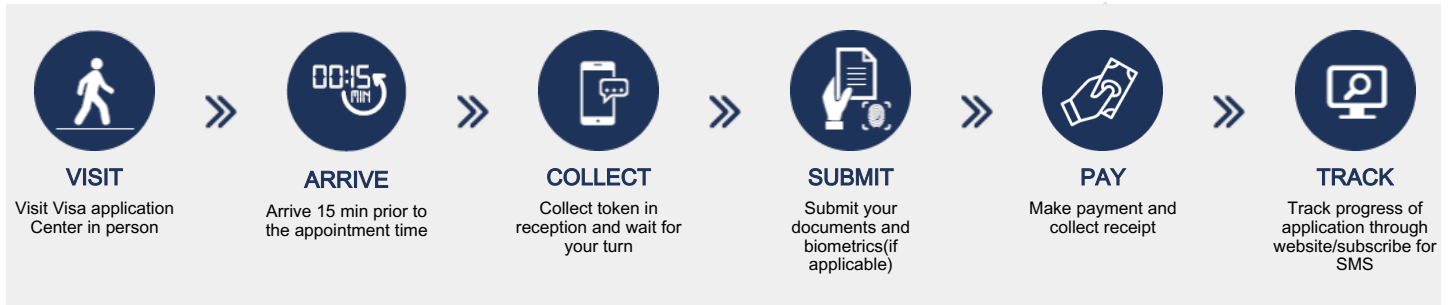 VISIT
Visit Visa application
Center in person
00:15
MIN
ARRIVE
Arrive 15 min prior to
the appointment time
COLLECT
Collect token in
reception and wait for
your turn
SUBMIT
Submit your
documents and
biometrics(if
applicable)
PAY
Make payment and
collect receipt
TRACK
Track progress of
application through
website/subscribe for
SMS